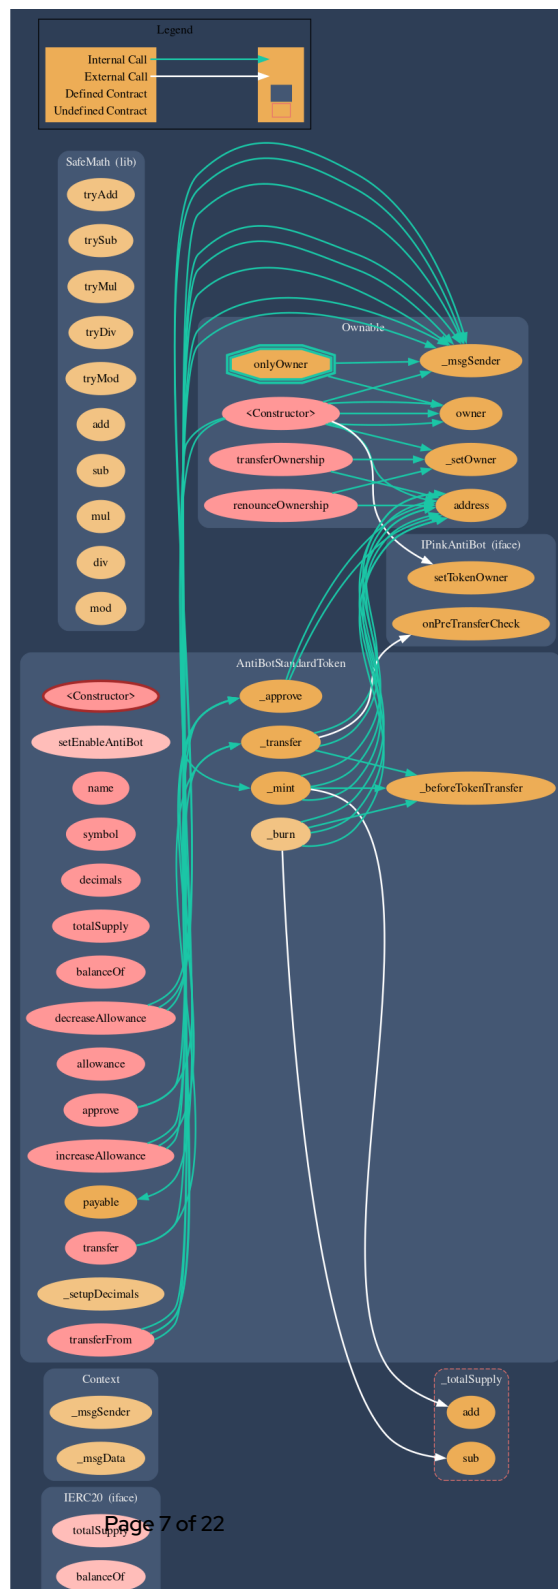 Legend
Internal Call
External Call
Defined Contract
Undefined Contract
SafeMath (lib)
tryAdd
trySub
tryMul
tryDiv
tryMod
add
sub
mul
div
mod
Ownable
onlyOwner
_msgSender
<Constructor>
owner
transferOwnership
_setOwner
renounceOwnership
address
IPinkAntiBot (iface)
setTokenOwner
onPreTransferCheck
AntiBotStandardToken
<Constructor>
_approve
setEnableAntiBot
_transfer
name
_mint
_beforeTokenTransfer
symbol
_burn
decimals
totalSupply
balanceOf
decreaseAllowance
allowance
approve
increaseAllowance
payable
transfer
_setupDecimals
transferFrom
Context
_msgSender
_msgData
_totalSupply
add
sub
IERC20 (iface)
totalSupply
Page 7 of 22
balanceOf